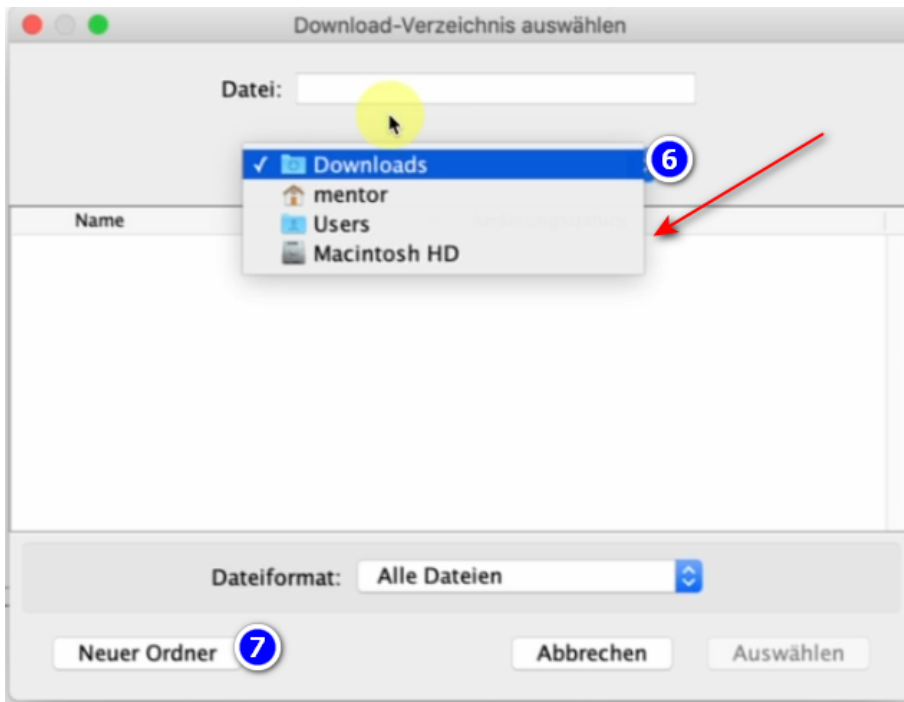 Download-Verzeichnis auswählen
Datei:
✓ Downloads
6
mentor
Name
Users
Macintosh HD
Dateiformat: Alle Dateien
Neuer Ordner
7
Abbrechen
Auswählen